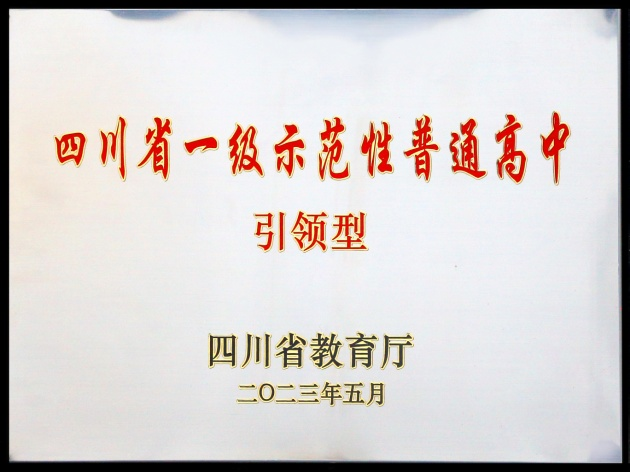 四川省一级示范性普通高中
引领型
四川省教育厅
二〇二三年五月